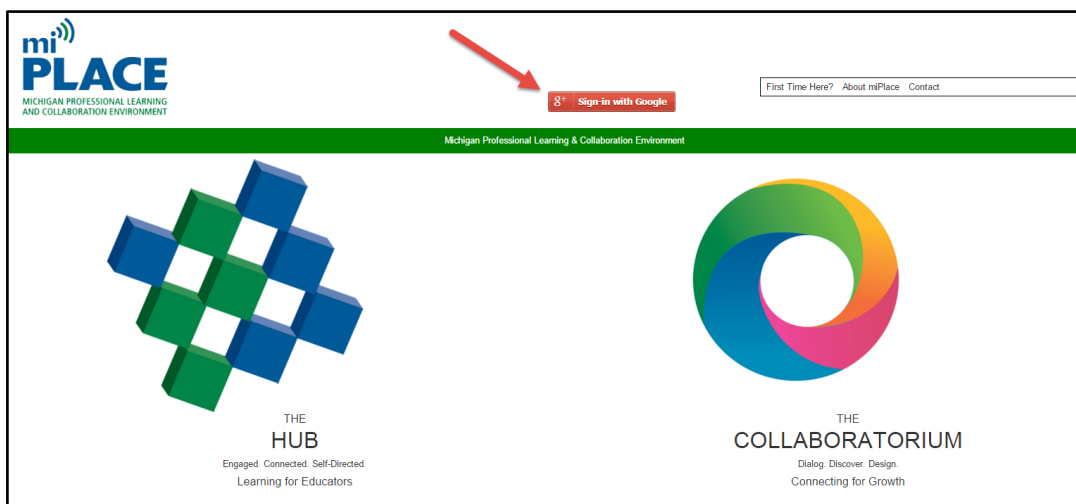 mi
PLACE
MICHIGAN PROFESSIONAL LEARNING
AND COLLABORATION ENVIRONMENT
g+ Sign-in with Google
First Time Here? About miPlace Contact
Michigan Professional Learning & Collaboration Environment
THE
HUB
Engaged. Connected. Self-Directed.
Learning for Educators
THE
COLLABORATORIUM
Dialog. Discover. Design.
Connecting for Growth